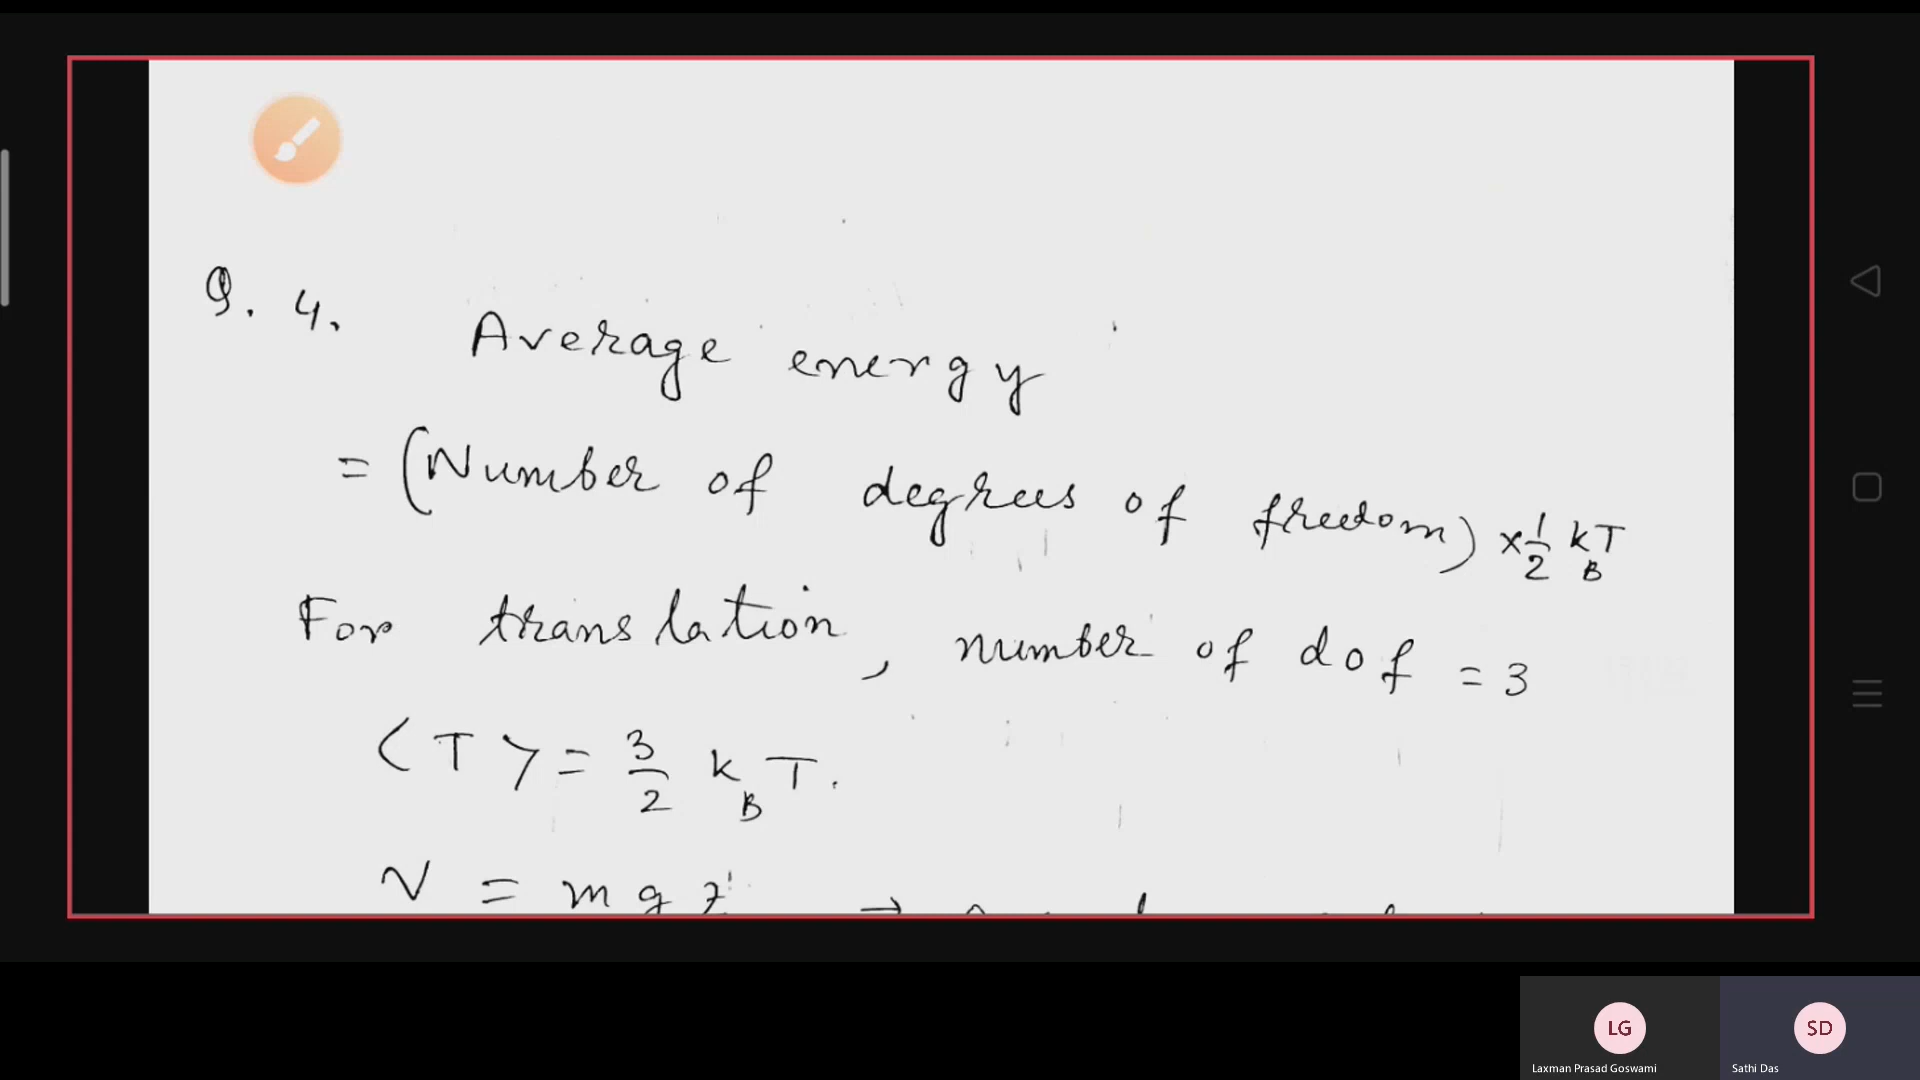 Q. 4. Average energy
= (Number of degrees of freedom) × 1/2 k_B T
For translation, number of dof = 3
⟨T⟩ = 3/2 k_B T.
V = m g z
LG
SD
Laxman Prasad Goswami
Sathi Das